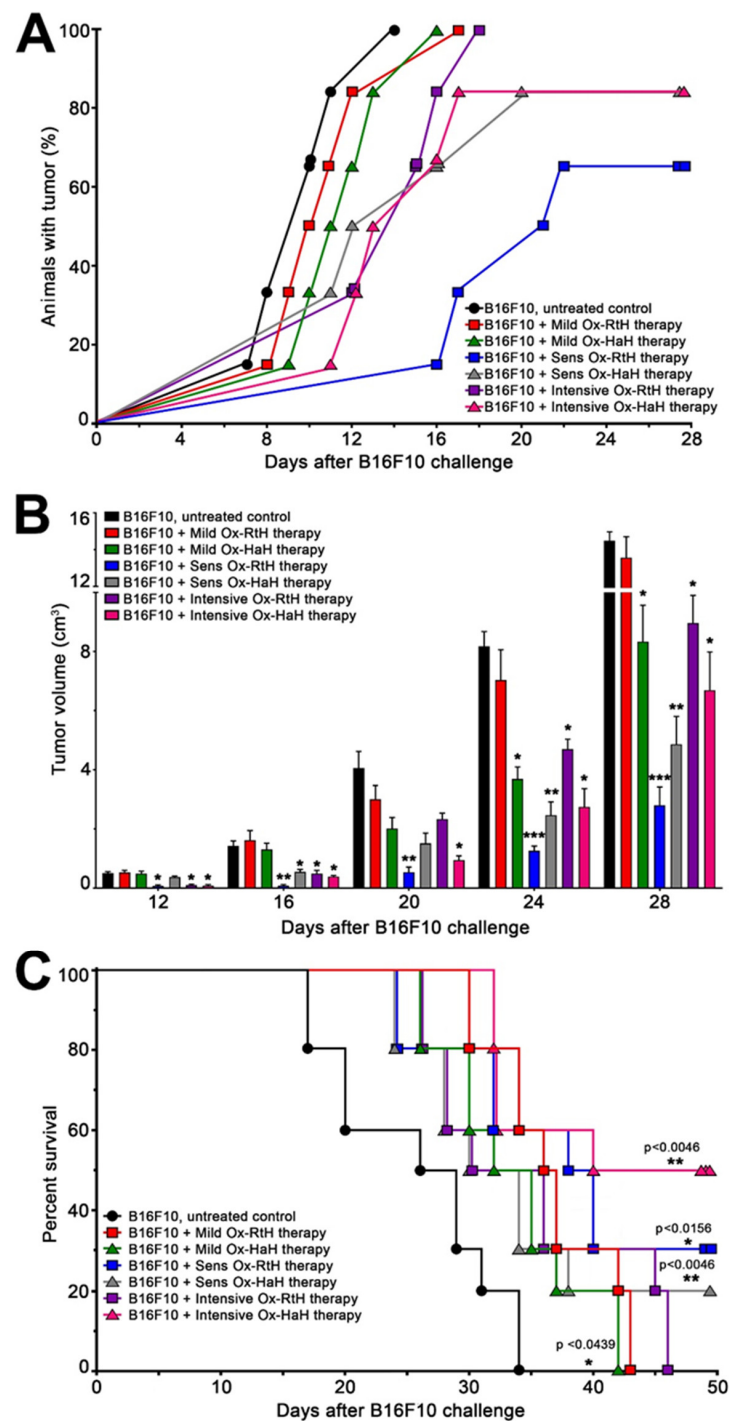 A
100
80
60
40
20
0
Animals with tumor (%)
B16F10, untreated control
B16F10 + Mild Ox-RtH therapy
B16F10 + Mild Ox-HaH therapy
B16F10 + Sens Ox-RtH therapy
B16F10 + Sens Ox-HaH therapy
B16F10 + Intensive Ox-RtH therapy
B16F10 + Intensive Ox-HaH therapy
0 4 8 12 16 20 24 28
Days after B16F10 challenge
B
16
12
8
4
0
Tumor volume (cm³)
B16F10, untreated control
B16F10 + Mild Ox-RtH therapy
B16F10 + Mild Ox-HaH therapy
B16F10 + Sens Ox-RtH therapy
B16F10 + Sens Ox-HaH therapy
B16F10 + Intensive Ox-RtH therapy
B16F10 + Intensive Ox-HaH therapy
* * *
** * * *
** *
* *** ** * *
* *** ** * *
12 16 20 24 28
Days after B16F10 challenge
C
100
80
60
40
20
0
Percent survival
p<0.0046
**
p<0.0156
*
p<0.0046
**
p <0.0439
*
B16F10, untreated control
B16F10 + Mild Ox-RtH therapy
B16F10 + Mild Ox-HaH therapy
B16F10 + Sens Ox-RtH therapy
B16F10 + Sens Ox-HaH therapy
B16F10 + Intensive Ox-RtH therapy
B16F10 + Intensive Ox-HaH therapy
0 10 20 30 40 50
Days after B16F10 challenge